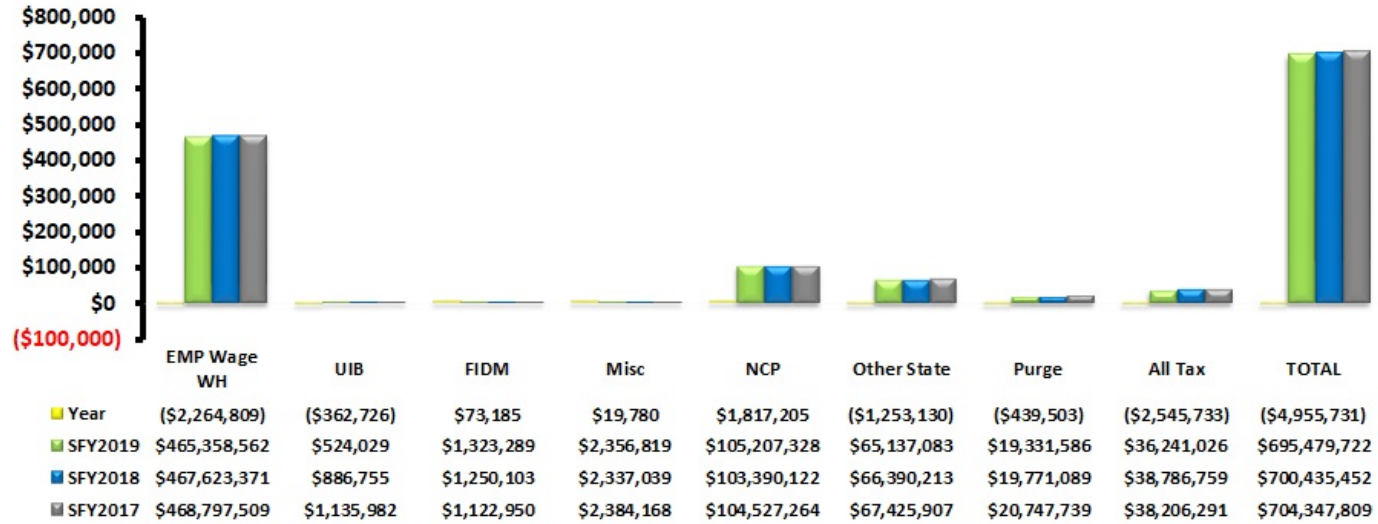 $800,000
$700,000
$600,000
$500,000
$400,000
$300,000
$200,000
$100,000
$0
($100,000)
EMP Wage WH UIB FIDM Misc NCP Other State Purge All Tax TOTAL
Year ($2,264,809) ($362,726) $73,185 $19,780 $1,817,205 ($1,253,130) ($439,503) ($2,545,733) ($4,955,731)
SFY2019 $465,358,562 $524,029 $1,323,289 $2,356,819 $105,207,328 $65,137,083 $19,331,586 $36,241,026 $695,479,722
SFY2018 $467,623,371 $886,755 $1,250,103 $2,337,039 $103,390,122 $66,390,213 $19,771,089 $38,786,759 $700,435,452
SFY2017 $468,797,509 $1,135,982 $1,122,950 $2,384,168 $104,527,264 $67,425,907 $20,747,739 $38,206,291 $704,347,809